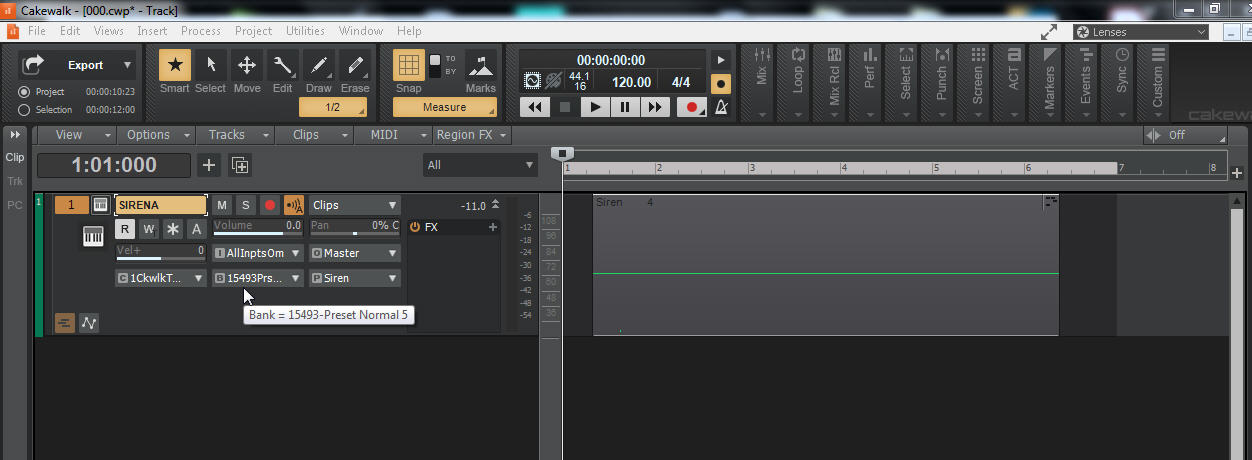 Cakewalk - [000.cwp* - Track]
File Edit Views Insert Process Project Utilities Window Help
Lenses
Export
Project 00:00:10:23
Selection 00:00:12:00
Smart Select Move Edit Draw Erase
1/2
Snap
TO
BY
Marks
Measure
00:00:00:00
44.1
16
120.00
4/4
Mix
Loop
Mix Rcl
Perf
Select
Punch
Screen
ACT
Markers
Events
Sync
Custom
cakewa
View Options Tracks Clips MIDI Region FX
Off
Clip
Trk
PC
1:01:000
All
1 2 3 4 5 6 7 8
1
1 SIRENA M S A Clips -11.0
R W * A Volume 0.0 Pan 0% C FX
Vel+ 0 I AllInptsOm O Master
C 1CkwlkT... B 15493Prs... P Siren
Bank = 15493-Preset Normal 5
-6
-12
-18
-24
-30
-36
-42
-48
-54
108
96
84
72
60
48
36
Siren 4